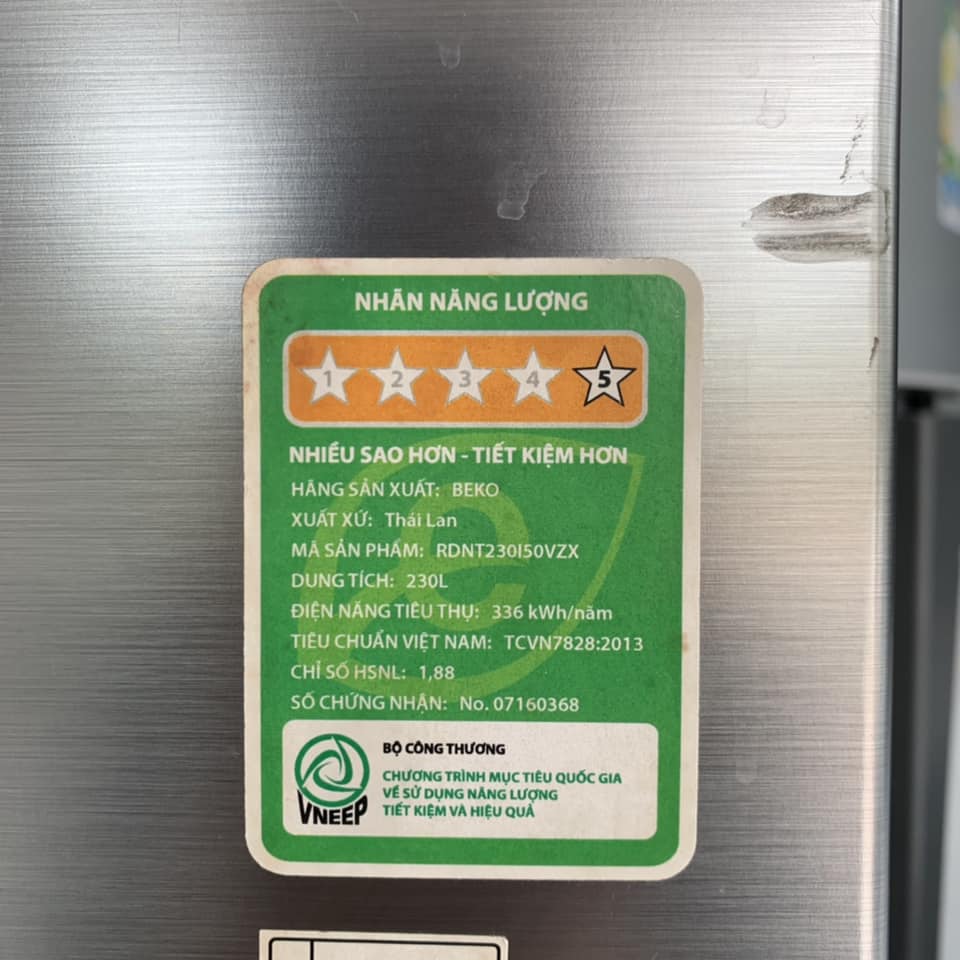 NHÃN NĂNG LƯỢNG
1 2 3 4 5
NHIỀU SAO HƠN - TIẾT KIỆM HƠN
HÃNG SẢN XUẤT: BEKO
XUẤT XỨ: Thái Lan
MÃ SẢN PHẨM: RDNT230I50VZX
DUNG TÍCH: 230L
ĐIỆN NĂNG TIÊU THỤ: 336 kWh/năm
TIÊU CHUẨN VIỆT NAM: TCVN7828:2013
CHỈ SỐ HSNL: 1,88
SỐ CHỨNG NHẬN: No. 07160368
BỘ CÔNG THƯƠNG
CHƯƠNG TRÌNH MỤC TIÊU QUỐC GIA
VỀ SỬ DỤNG NĂNG LƯỢNG
TIẾT KIỆM VÀ HIỆU QUẢ
VNEEP